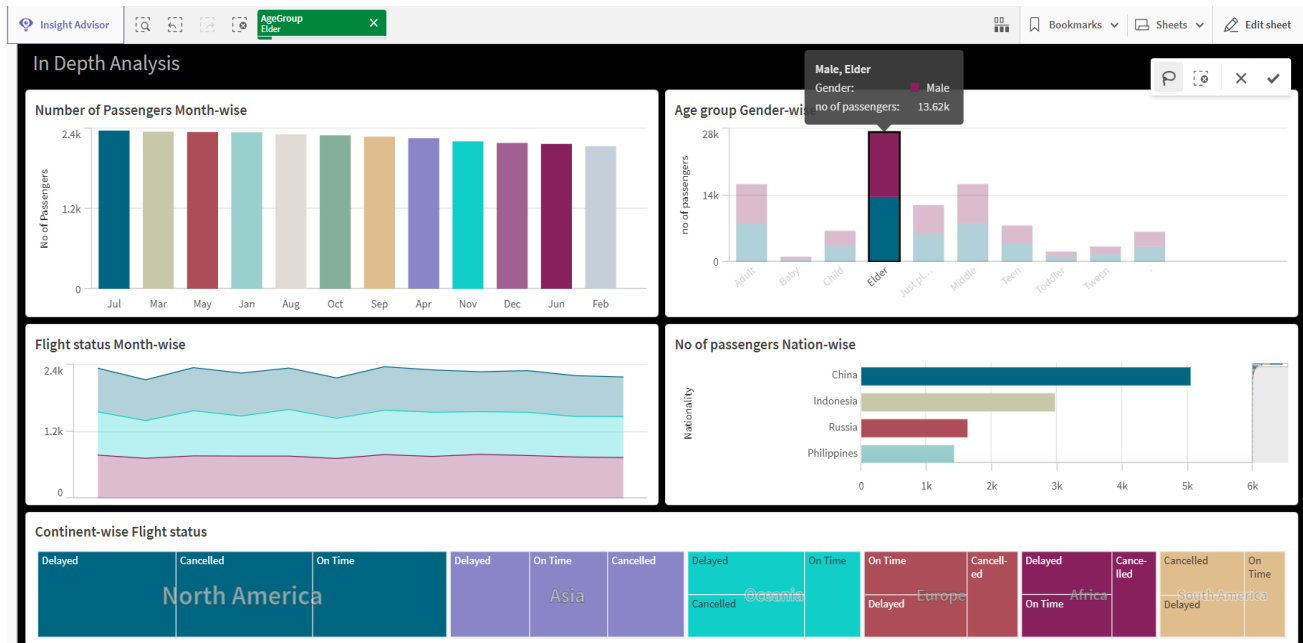 Insight Advisor
AgeGroup
Elder
Bookmarks
Sheets
Edit sheet
In Depth Analysis
Male, Elder
Gender: Male
no of passengers: 13.62k
Number of Passengers Month-wise
No of Passengers
2.4k
1.2k
0
Jul Mar May Jan Aug Oct Sep Apr Nov Dec Jun Feb
Age group Gender-wise
no of passengers
28k
14k
0
Adult Baby Child Elder Just pl... Middle Teen Toddler Tween -
Flight status Month-wise
2.4k
1.2k
0
No of passengers Nation-wise
Nationality
China
Indonesia
Russia
Philippines
0 1k 2k 3k 4k 5k 6k
Continent-wise Flight status
Delayed Cancelled On Time
North America
Delayed On Time Cancelled
Asia
Delayed On Time
Cancelled
Oceania
On Time Cancell-
ed
Delayed
Europe
Delayed Cance-
lled
On Time
Africa
Cancelled On
Time
Delayed
South America